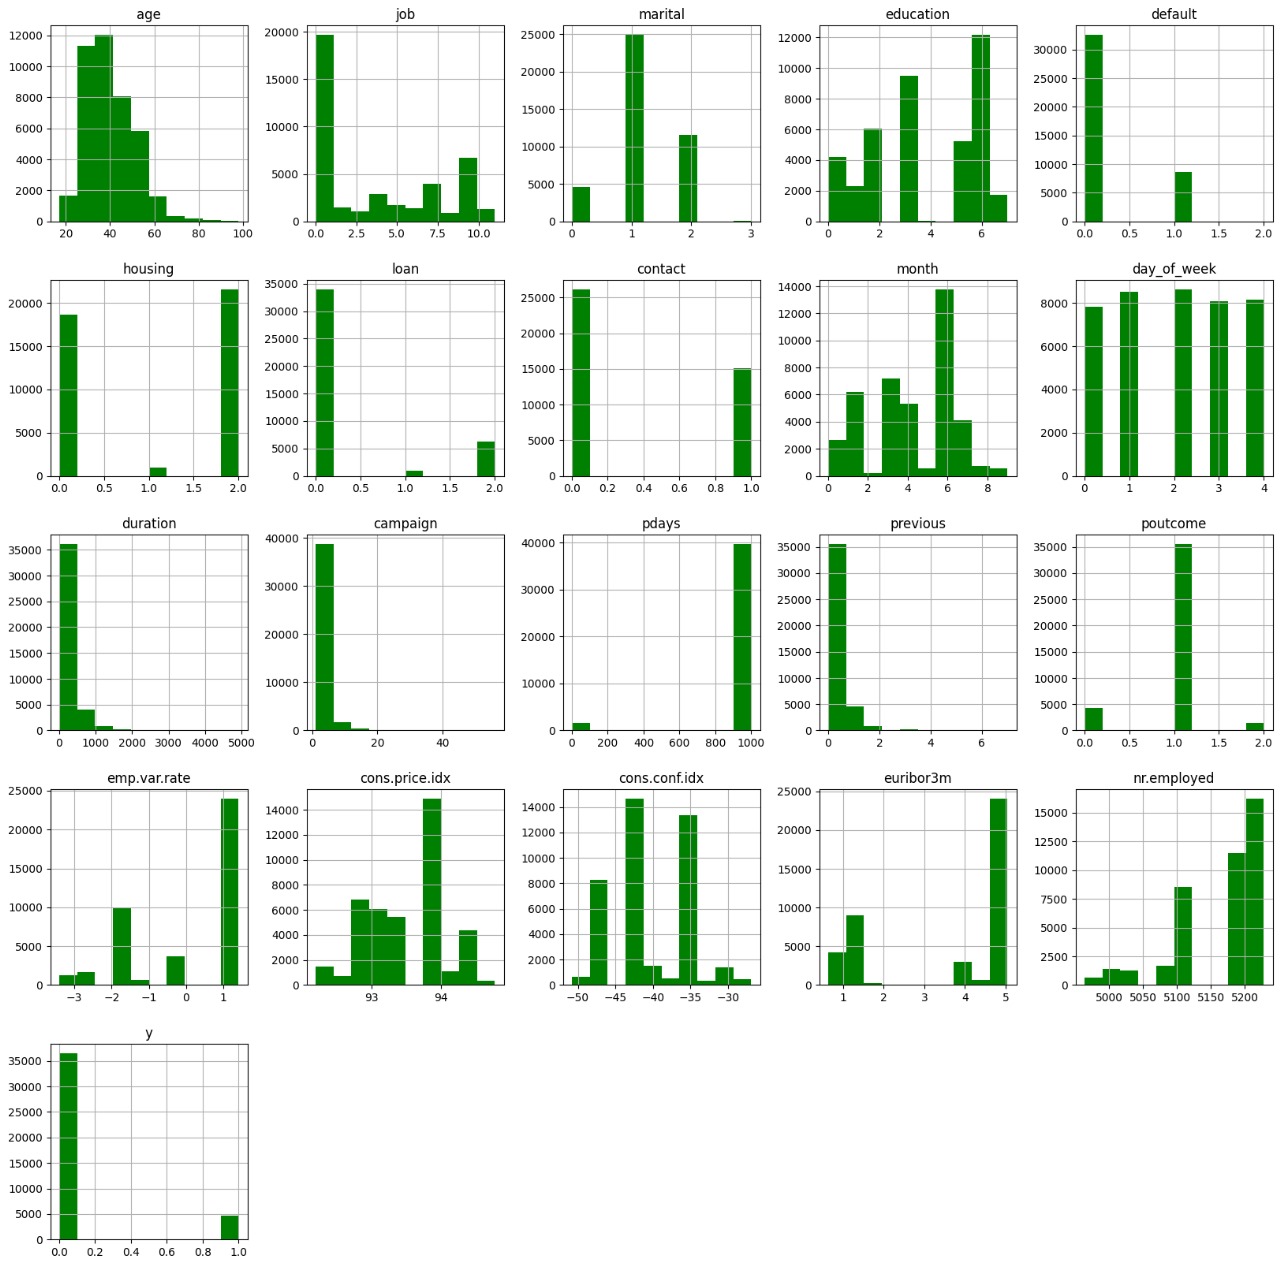 age job marital education default
12000 20000 25000 12000 30000
10000 15000 20000 10000 25000
8000 10000 15000 8000 20000
6000 5000 10000 6000 15000
4000 0 5000 4000 10000
2000 0 2000 5000
0 0 0
20 40 60 80 100 0.0 2.5 5.0 7.5 10.0 0 1 2 3 0 2 4 6 0.0 0.5 1.0 1.5 2.0
housing loan contact month day_of_week
20000 35000 25000 14000 8000
15000 30000 20000 12000 6000
10000 25000 15000 10000 4000
5000 20000 10000 8000 2000
0 15000 5000 6000 0
10000 0 4000
5000 2000
0 0
0.0 0.5 1.0 1.5 2.0 0.0 0.5 1.0 1.5 2.0 0.0 0.2 0.4 0.6 0.8 1.0 0 2 4 6 8 0 1 2 3 4
duration campaign pdays previous poutcome
35000 40000 40000 35000 35000
30000 30000 30000 30000 30000
25000 20000 20000 25000 25000
20000 10000 10000 20000 20000
15000 0 0 15000 15000
10000 10000 10000
5000 5000 5000
0 0 0
0 1000 2000 3000 4000 5000 0 20 40 0 200 400 600 800 1000 0 2 4 6 0.0 0.5 1.0 1.5 2.0
emp.var.rate cons.price.idx cons.conf.idx euribor3m nr.employed
25000 14000 14000 25000 15000
20000 12000 12000 20000 12500
15000 10000 10000 15000 10000
10000 8000 8000 10000 7500
5000 6000 6000 5000 5000
0 4000 4000 0 2500
2000 2000 0
0 0
−3 −2 −1 0 1 93 94 −50 −45 −40 −35 −30 1 2 3 4 5 5000 5050 5100 5150 5200
y
35000
30000
25000
20000
15000
10000
5000
0
0.0 0.2 0.4 0.6 0.8 1.0